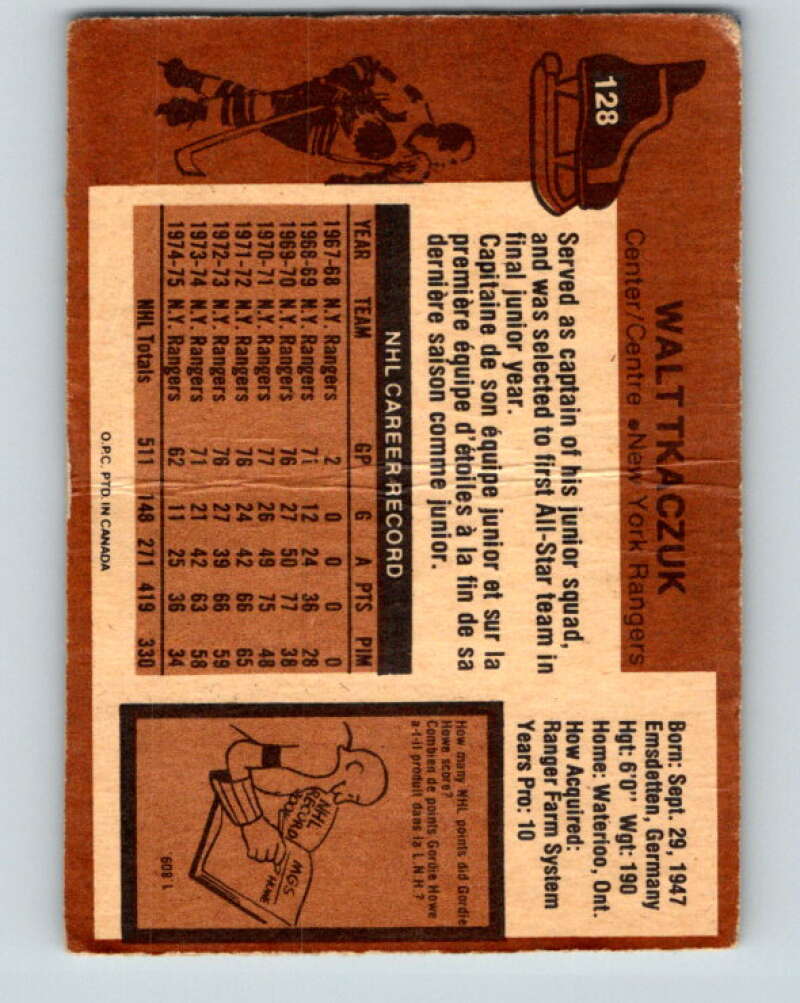 128
WALT TKACZUK
Center/Centre •New York Rangers
Served as captain of his junior squad,
and was selected to first All-Star team in
final junior year.
Capitaine de son équipe junior et sur la
première équipe d'étoiles à la fin de sa
dernière saison comme junior.
NHL CAREER RECORD
YEAR TEAM GP G A PTS PIM
1967-68 N.Y. Rangers 2 0 0 0 0
1968-69 N.Y. Rangers 71 12 24 36 28
1969-70 N.Y. Rangers 76 27 50 77 38
1970-71 N.Y. Rangers 77 26 49 75 48
1971-72 N.Y. Rangers 76 24 42 66 65
1972-73 N.Y. Rangers 76 27 39 66 59
1973-74 N.Y. Rangers 71 21 42 63 58
1974-75 N.Y. Rangers 62 11 25 36 34
NHL Totals 511 148 271 419 330
O.P.C. PTD. IN CANADA
Born: Sept. 29, 1947
Emsdetten, Germany
Hgt: 6'0" Wgt: 190
Home: Waterloo, Ont.
How Acquired:
Ranger Farm System
Years Pro: 10
How many NHL points did Gordie
Howe score?
Combien de points Gordie Howe
a-t-il produit dans la L.N.H.?
NHL
RECORD
BOOK
MGS
HOWE
1,809.